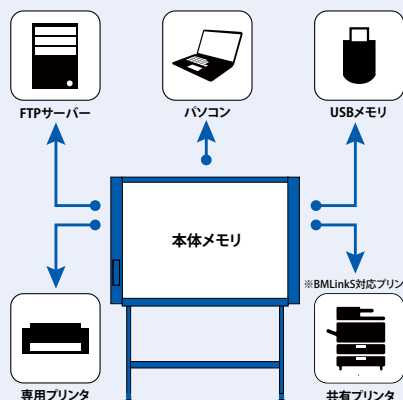 FTPサーバー
パソコン
USBメモリ
本体メモリ
※BMLinkS対応プリン
専用プリンタ
共有プリンタ